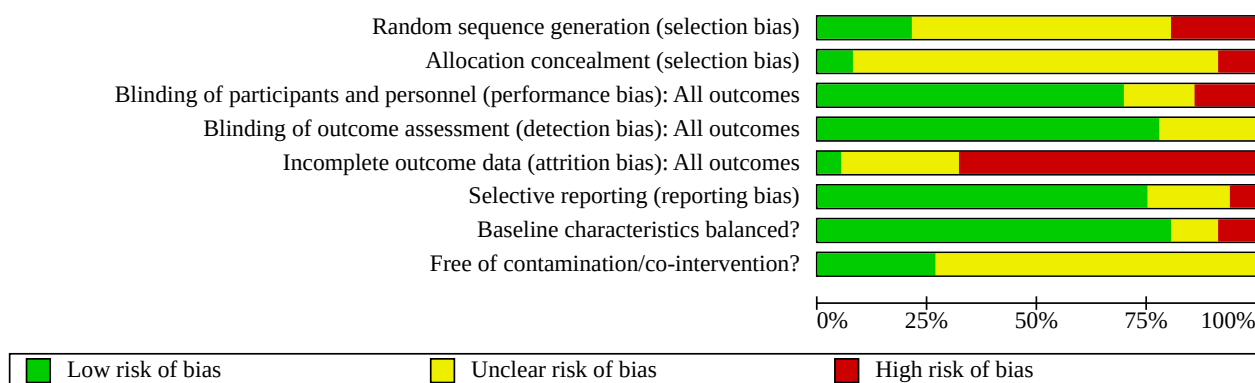 Random sequence generation (selection bias)
Allocation concealment (selection bias)
Blinding of participants and personnel (performance bias): All outcomes
Blinding of outcome assessment (detection bias): All outcomes
Incomplete outcome data (attrition bias): All outcomes
Selective reporting (reporting bias)
Baseline characteristics balanced?
Free of contamination/co-intervention?
0% 25% 50% 75% 100%
Low risk of bias Unclear risk of bias High risk of bias